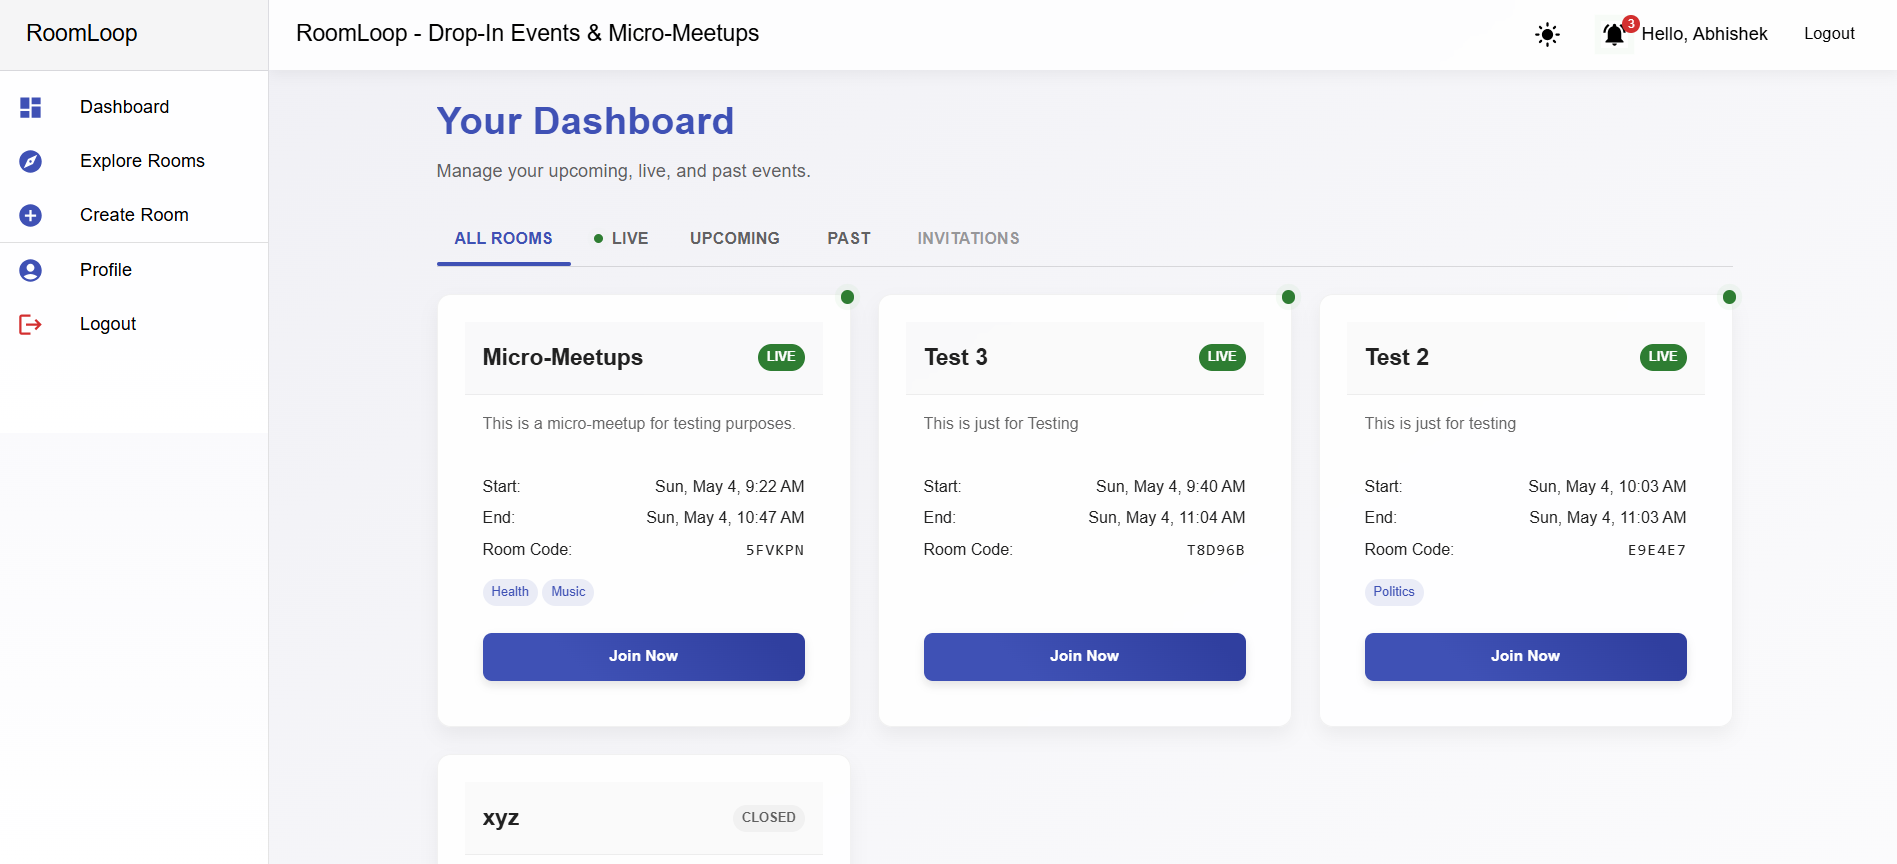 RoomLoop
RoomLoop - Drop-In Events & Micro-Meetups
3
Hello, Abhishek
Logout
Dashboard
Explore Rooms
Create Room
Profile
Logout
Your Dashboard
Manage your upcoming, live, and past events.
ALL ROOMS
LIVE
UPCOMING
PAST
INVITATIONS
Micro-Meetups
LIVE
This is a micro-meetup for testing purposes.
Start: Sun, May 4, 9:22 AM
End: Sun, May 4, 10:47 AM
Room Code: 5FVKPN
Health Music
Join Now
Test 3
LIVE
This is just for Testing
Start: Sun, May 4, 9:40 AM
End: Sun, May 4, 11:04 AM
Room Code: T8D96B
Join Now
Test 2
LIVE
This is just for testing
Start: Sun, May 4, 10:03 AM
End: Sun, May 4, 11:03 AM
Room Code: E9E4E7
Politics
Join Now
xyz
CLOSED